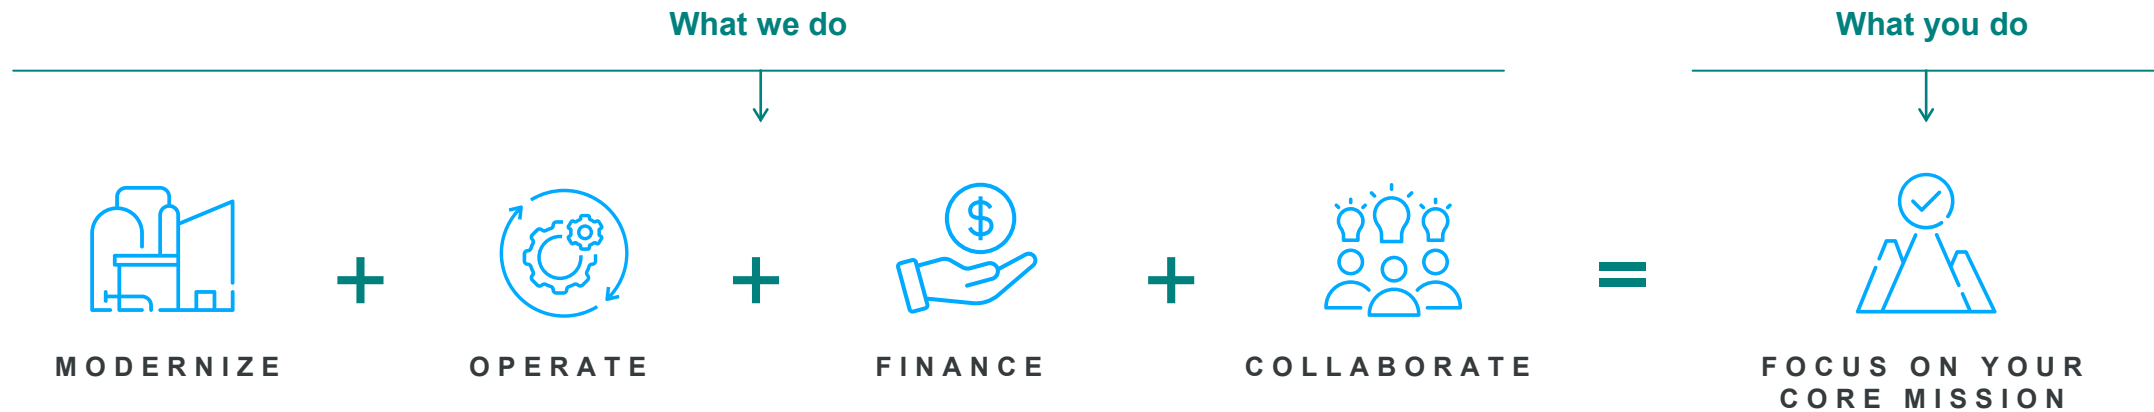 What we do
What you do
+
+
+
=
$
MODERNIZE
OPERATE
FINANCE
COLLABORATE
FOCUS ON YOUR
CORE MISSION